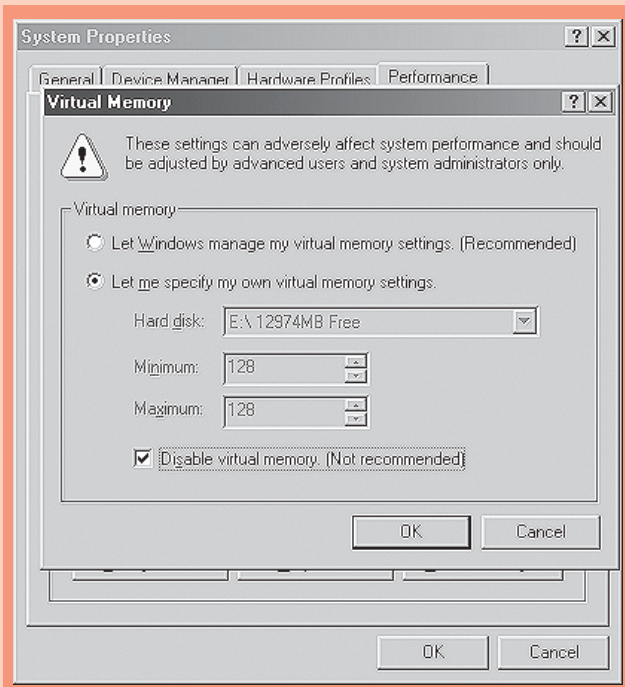 System Properties
General Device Manager Hardware Profiles Performance
Virtual Memory
These settings can adversely affect system performance and should
be adjusted by advanced users and system administrators only.
Virtual memory
Let Windows manage my virtual memory settings. (Recommended)
Let me specify my own virtual memory settings.
Hard disk: E:\ 12974MB Free
Minimum: 128
Maximum: 128
Disable virtual memory. (Not recommended)
OK Cancel
OK Cancel